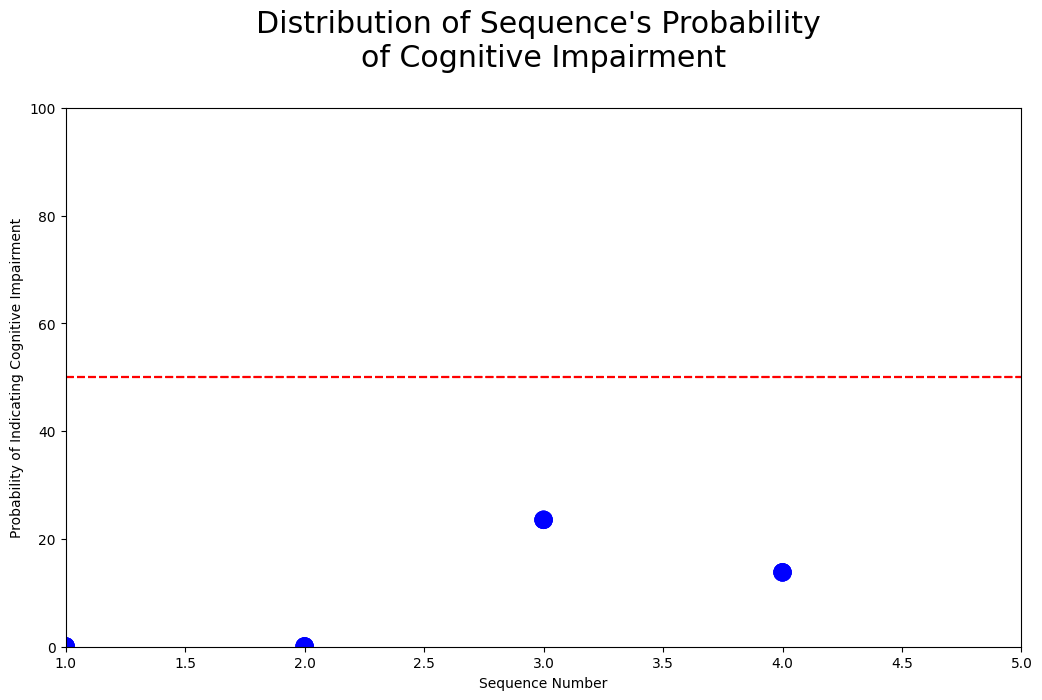 Distribution of Sequence's Probability
of Cognitive Impairment
100
80
60
40
20
0
Probability of Indicating Cognitive Impairment
1.0 1.5 2.0 2.5 3.0 3.5 4.0 4.5 5.0
Sequence Number